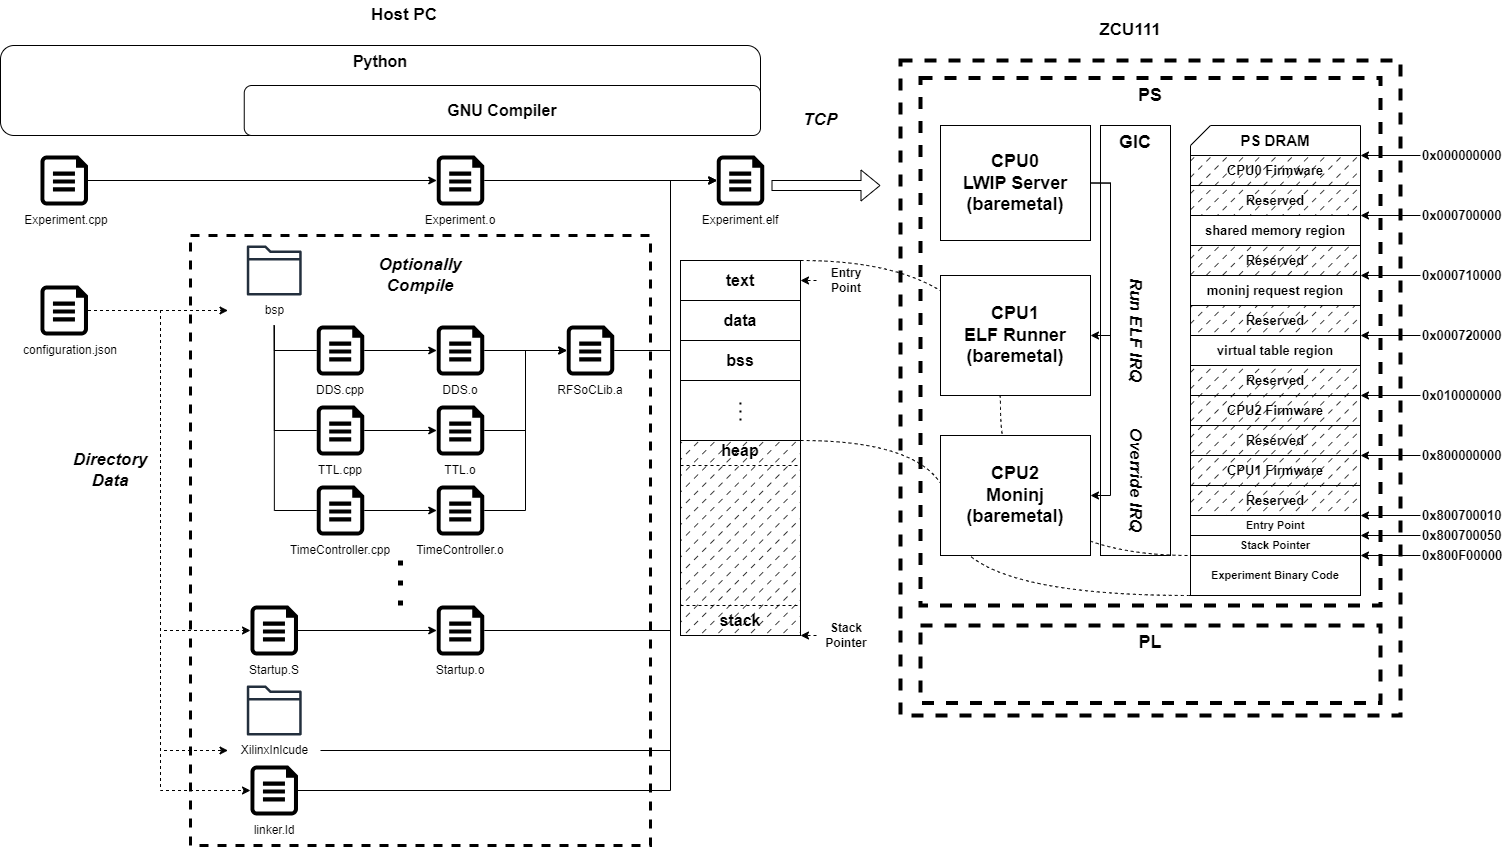 Host PC
Python
GNU Compiler
TCP
Experiment.cpp
Experiment.o
Experiment.elf
configuration.json
Directory
Data
Optionally
Compile
bsp
DDS.cpp
DDS.o
RFSoCLib.a
TTL.cpp
TTL.o
TimeController.cpp
TimeController.o
Startup.S
Startup.o
XilinxInlcude
linker.ld
text
data
bss
heap
stack
Entry
Point
Stack
Pointer
ZCU111
PS
CPU0
LWIP Server
(baremetal)
CPU1
ELF Runner
(baremetal)
CPU2
Moninj
(baremetal)
GIC
Run ELF IRQ
Override IRQ
PS DRAM
CPU0 Firmware
Reserved
shared memory region
Reserved
moninj request region
Reserved
virtual table region
Reserved
CPU2 Firmware
Reserved
CPU1 Firmware
Reserved
Entry Point
Stack Pointer
Experiment Binary Code
0x000000000
0x000700000
0x000710000
0x000720000
0x010000000
0x800000000
0x800700010
0x800700050
0x800F00000
PL